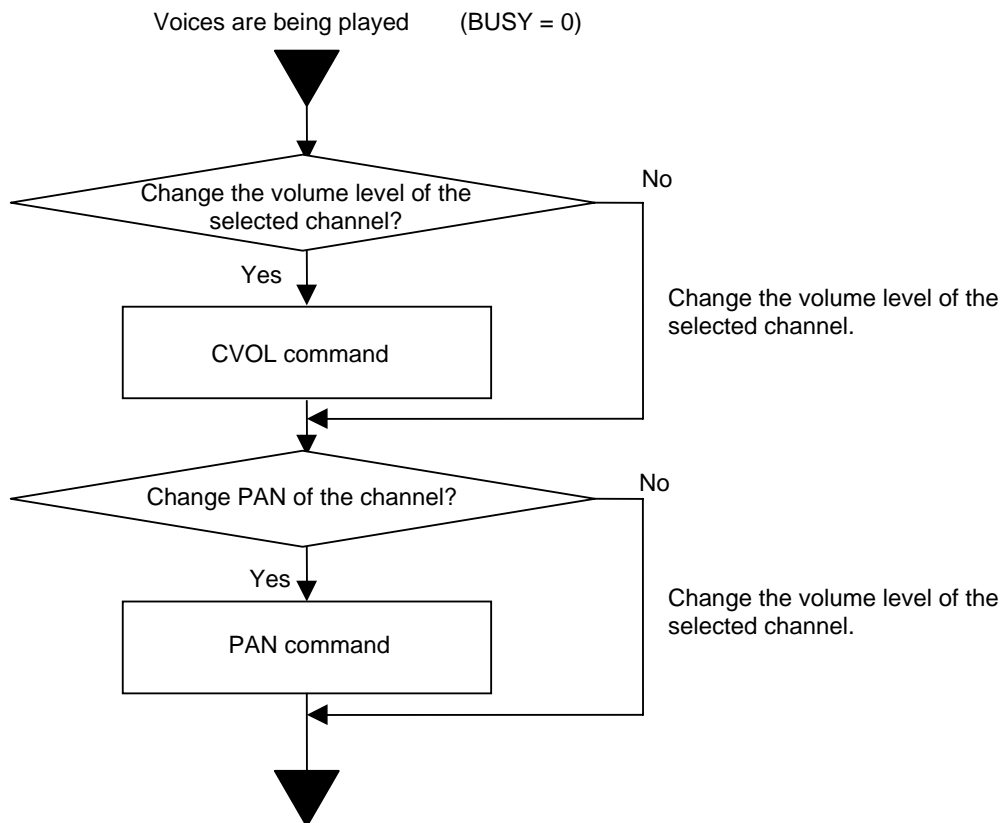 Voices are being played (BUSY = 0)
Change the volume level of the
selected channel?
No
Yes
Change the volume level of the
selected channel.
CVOL command
Change PAN of the channel?
No
Yes
Change the volume level of the
selected channel.
PAN command